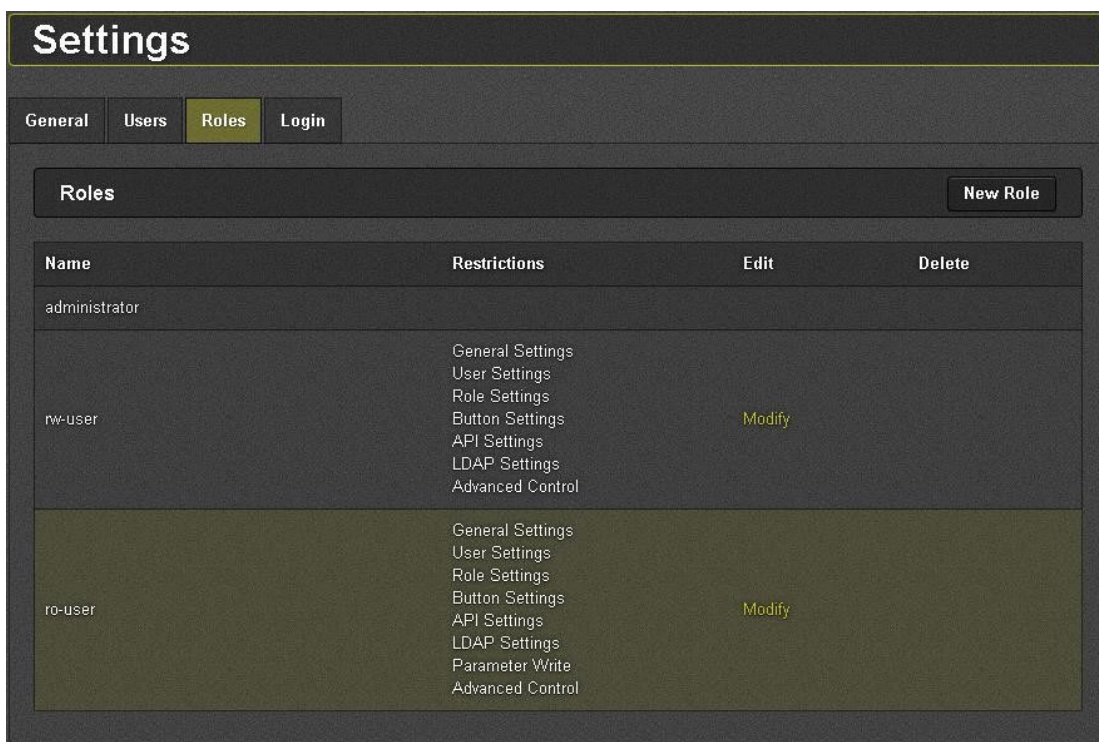 Settings
General Users Roles Login
Roles New Role
Name Restrictions Edit Delete
administrator
General Settings
User Settings
Role Settings
rw-user Button Settings Modify
API Settings
LDAP Settings
Advanced Control
General Settings
User Settings
Role Settings
Button Settings
ro-user Modify
API Settings
LDAP Settings
Parameter Write
Advanced Control